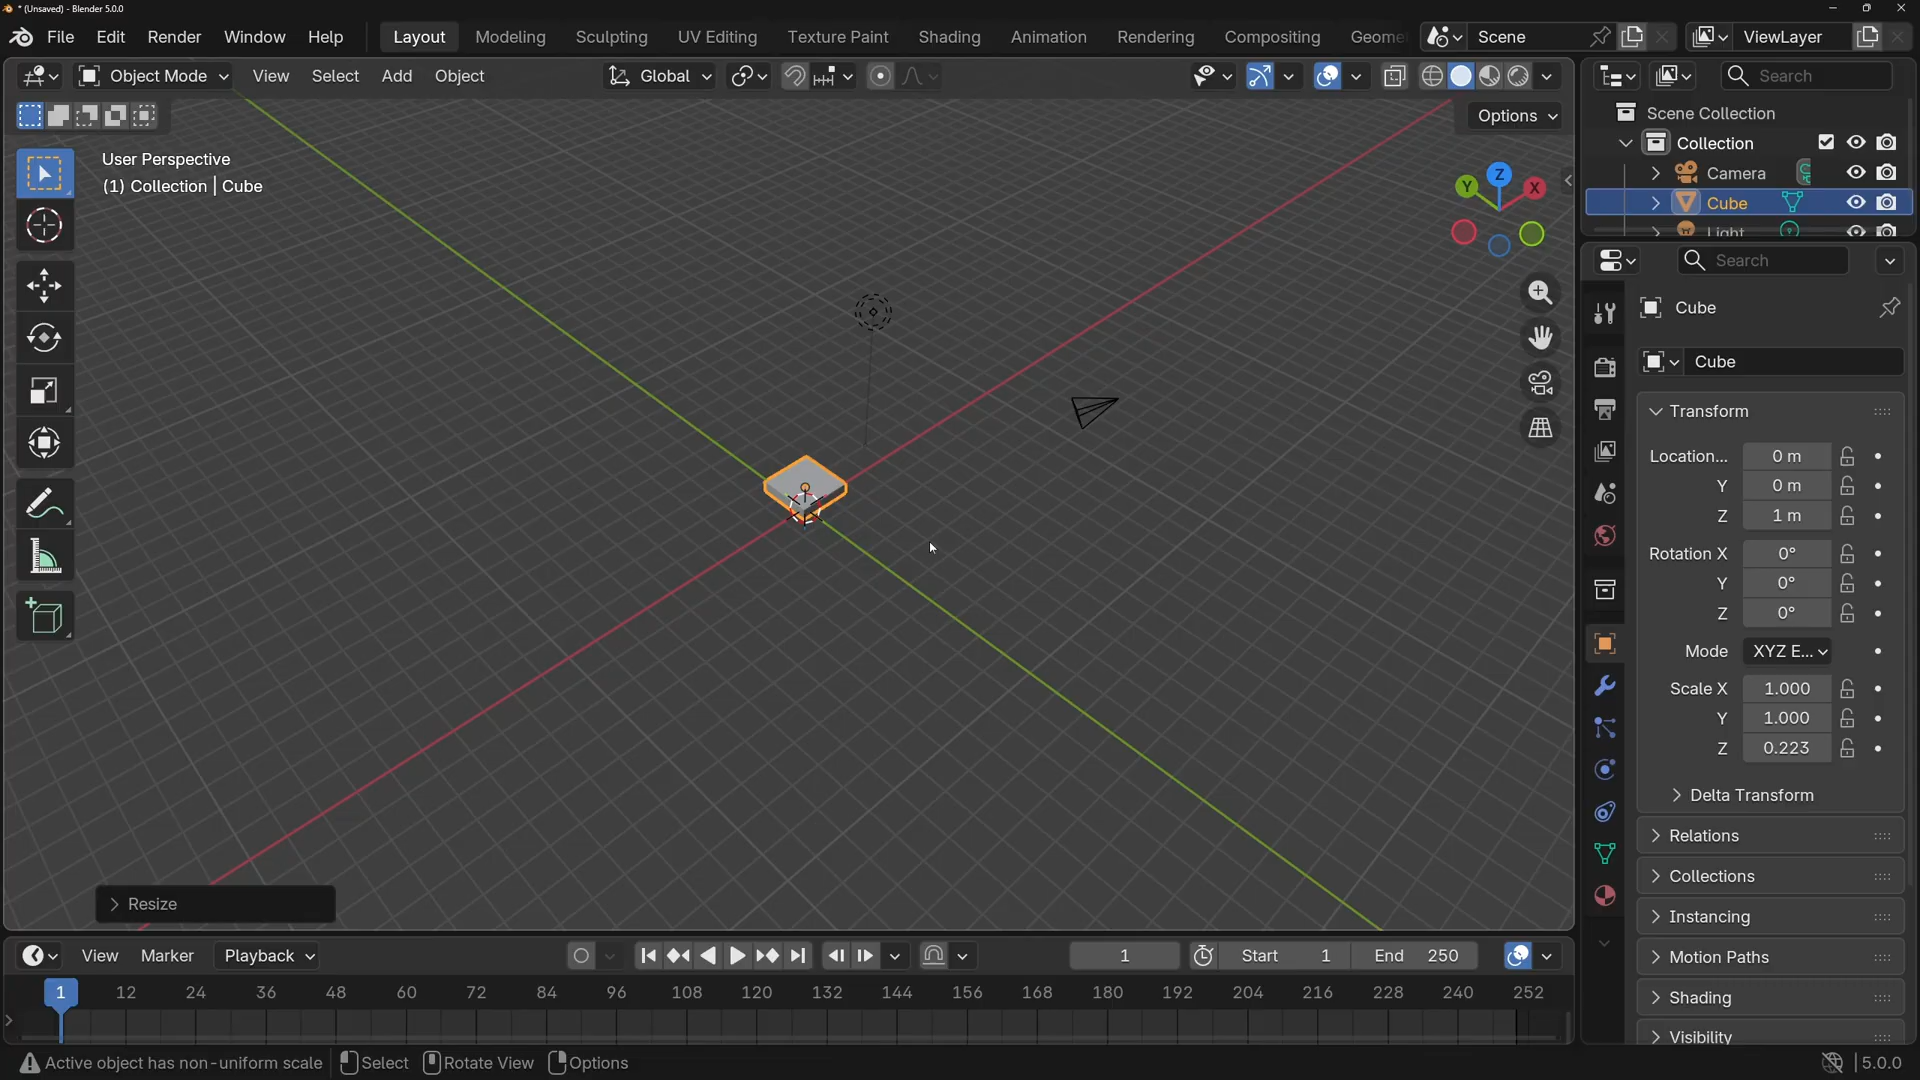 * (Unsaved) - Blender 5.0.0
File Edit Render Window Help Layout Modeling Sculpting UV Editing Texture Paint Shading Animation Rendering Compositing Geome Scene ViewLayer
Object Mode View Select Add Object Global Search
Options
User Perspective
(1) Collection | Cube
Z
Y X
Scene Collection
Collection
Camera
Cube
Light
Search
Cube
Cube
Transform
Location... 0 m
Y 0 m
Z 1 m
Rotation X 0°
Y 0°
Z 0°
Mode XYZ E...
Scale X 1.000
Y 1.000
Z 0.223
Delta Transform
Relations
Collections
Instancing
Motion Paths
Shading
Visibility
Resize
View Marker Playback 1 Start 1 End 250
1 12 24 36 48 60 72 84 96 108 120 132 144 156 168 180 192 204 216 228 240 252
Active object has non-uniform scale Select Rotate View Options 5.0.0